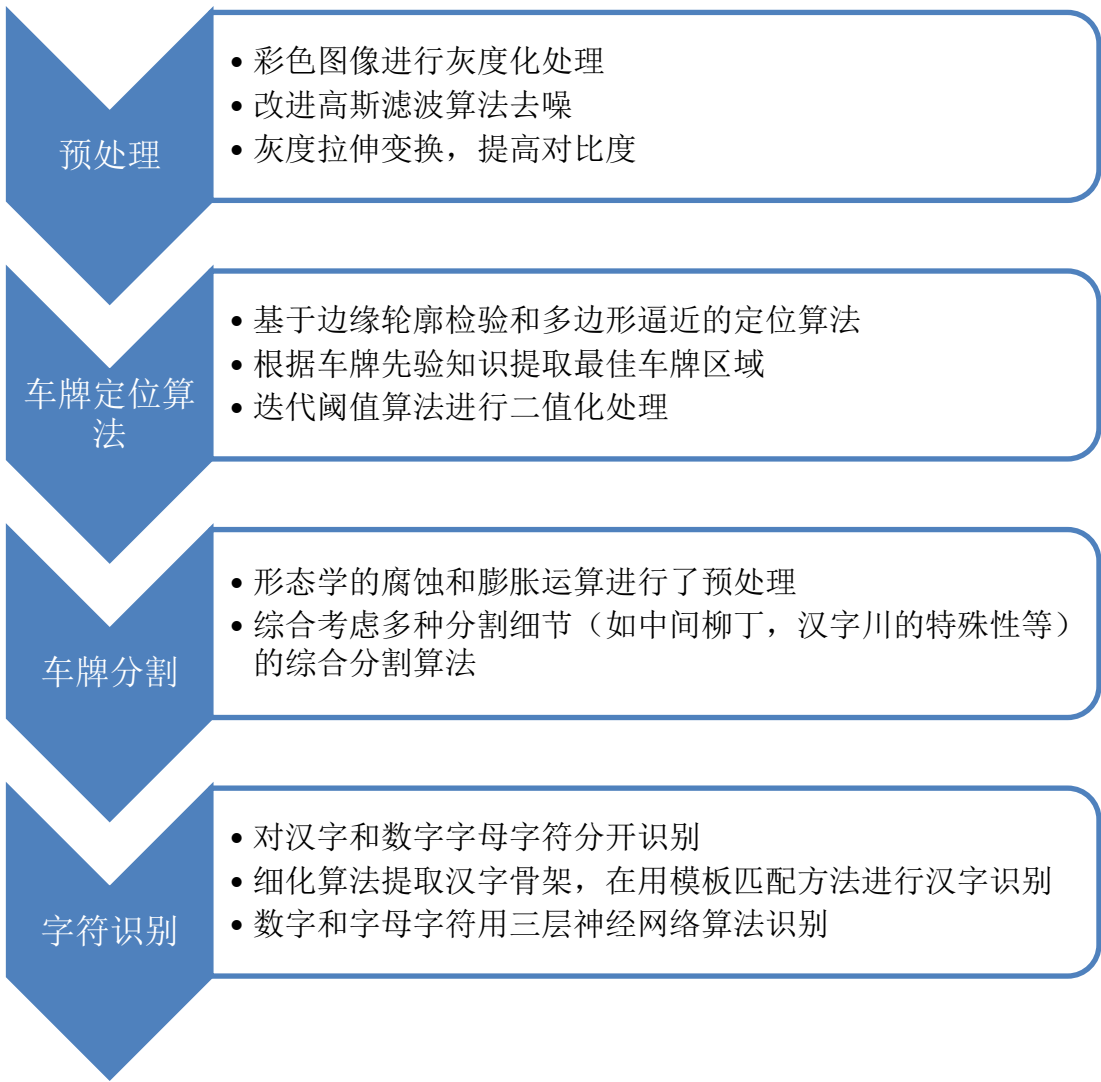 预处理
• 彩色图像进行灰度化处理
• 改进高斯滤波算法去噪
• 灰度拉伸变换，提高对比度
车牌定位算
法
• 基于边缘轮廓检验和多边形逼近的定位算法
• 根据车牌先验知识提取最佳车牌区域
• 迭代阈值算法进行二值化处理
车牌分割
• 形态学的腐蚀和膨胀运算进行了预处理
• 综合考虑多种分割细节（如中间柳丁，汉字川的特殊性等）
的综合分割算法
字符识别
• 对汉字和数字字母字符分开识别
• 细化算法提取汉字骨架，在用模板匹配方法进行汉字识别
• 数字和字母字符用三层神经网络算法识别